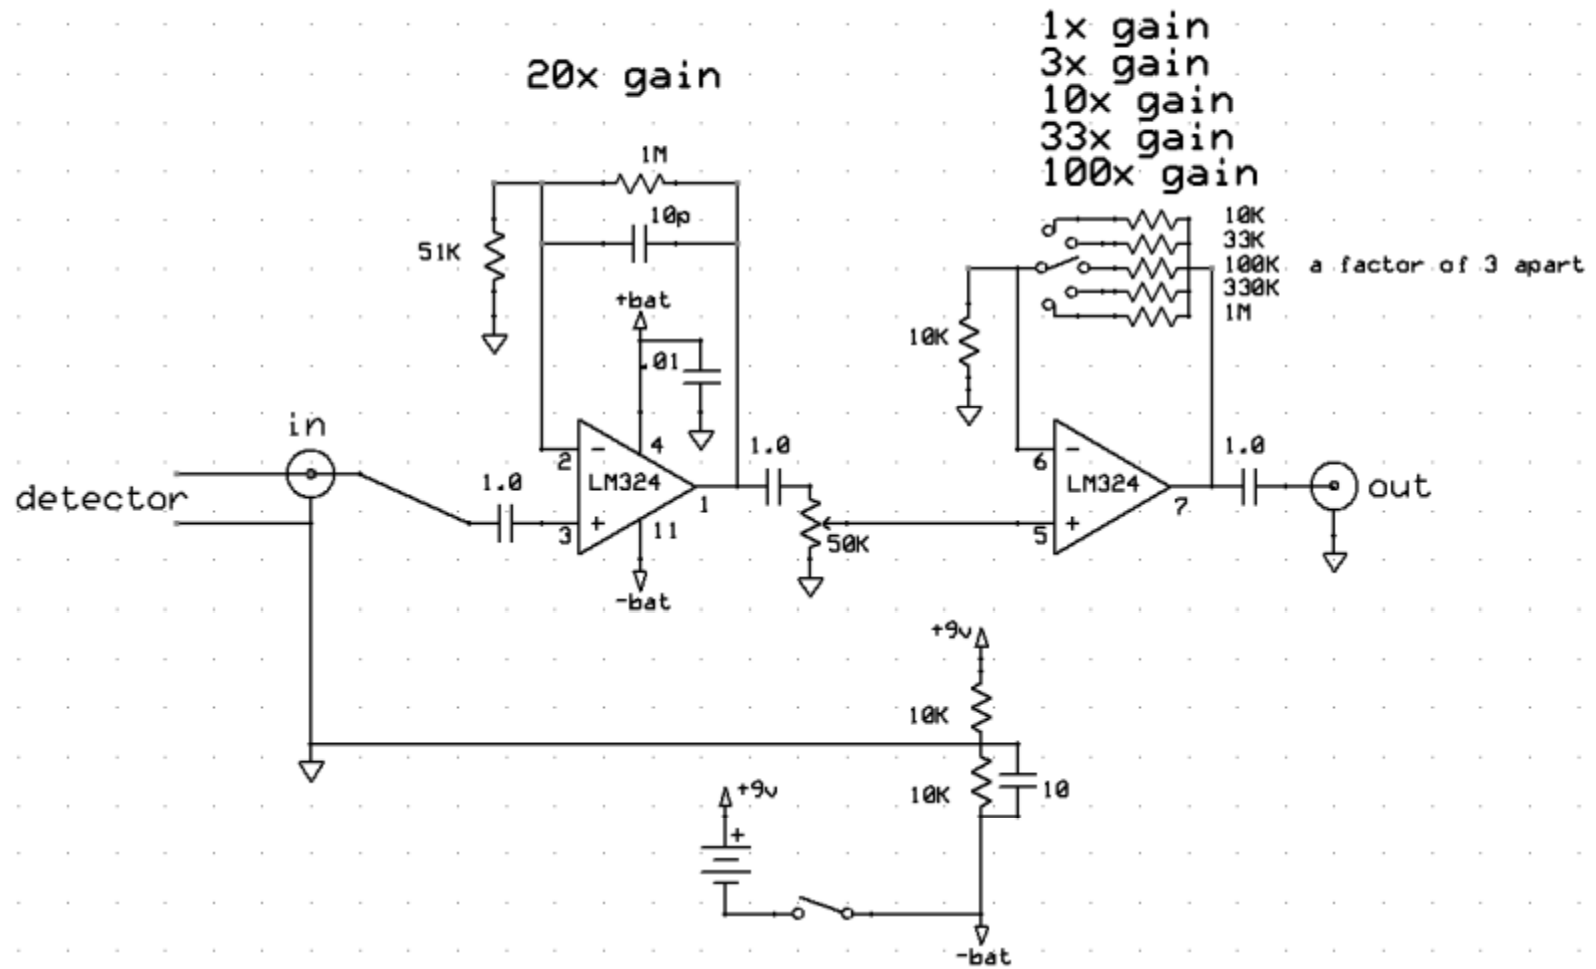 20x gain
1x gain
3x gain
10x gain
33x gain
100x gain
1M
10p
51K
+bat
.01
10K
33K
100K a factor of 3 apart
330K
1M
10K
in
detector
1.0
2
3
4
LM324
11
1
-bat
1.0
50K
6
5
LM324
7
1.0
out
+9v
10K
10K
10
+9v
+
-bat